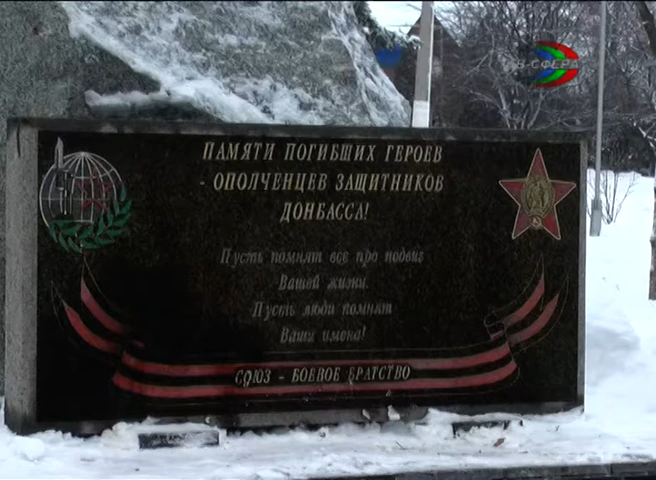 В-СФЕРА
ПАМЯТИ ПОГИБШИХ ГЕРОЕВ
ОПОЛЧЕНЦЕВ ЗАЩИТНИКОВ
ДОНБАССА!
Пусть помнят все про подвиг
Вашей жизни.
Пусть люди помнят
Ваши имена!
СОЮЗ - БОЕВОЕ БРАТСТВО